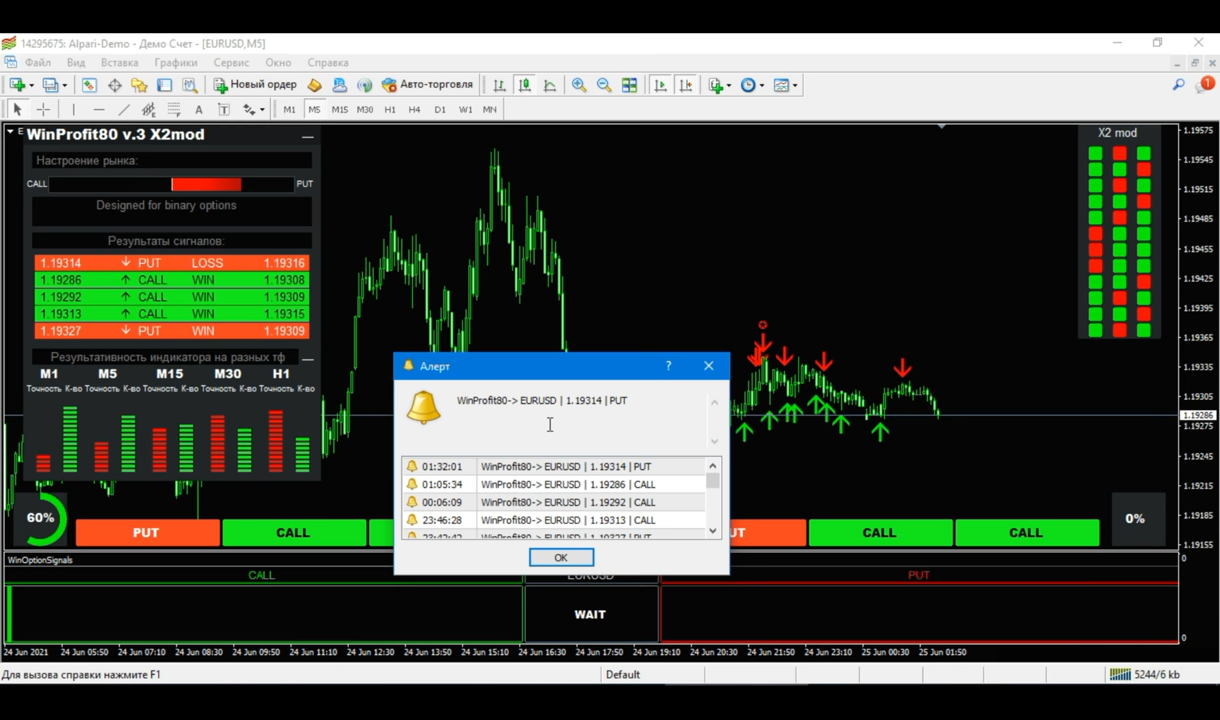 14295675: Alpari-Demo - Демо Счет - [EURUSD,M5]
Файл Вид Вставка Графики Сервис Окно Справка
Новый ордер Авто-торговля
1
A T M1 M5 M15 M30 H1 H4 D1 W1 MN
WinProfit80 v.3 X2mod
Настроение рынка:
CALL PUT
Designed for binary options
Результаты сигналов:
1.19314 ↓ PUT LOSS 1.19316
1.19286 ↑ CALL WIN 1.19308
1.19292 ↑ CALL WIN 1.19309
1.19313 ↑ CALL WIN 1.19315
1.19327 ↓ PUT WIN 1.19309
Результативность индикатора на разных тф
M1 M5 M15 M30 H1
Точность К-во Точность К-во Точность К-во Точность К-во Точность К-во
60%
PUT
CALL
Алерт
?
WinProfit80-> EURUSD | 1.19314 | PUT
01:32:01 WinProfit80-> EURUSD | 1.19314 | PUT
01:05:34 WinProfit80-> EURUSD | 1.19286 | CALL
00:06:09 WinProfit80-> EURUSD | 1.19292 | CALL
23:46:28 WinProfit80-> EURUSD | 1.19313 | CALL
OK
CALL
CALL
0%
X2 mod
1.19575
1.19545
1.19515
1.19485
1.19455
1.19425
1.19395
1.19365
1.19335
1.19305
1.19286
1.19275
1.19245
1.19215
1.19185
1.19155
WinOptionSignals
0
CALL EURUSD PUT
WAIT
0
24 Jun 2021 24 Jun 05:50 24 Jun 07:10 24 Jun 08:30 24 Jun 09:50 24 Jun 11:10 24 Jun 12:30 24 Jun 13:50 24 Jun 15:10 24 Jun 16:30 24 Jun 17:50 24 Jun 19:10 24 Jun 20:30 24 Jun 21:50 24 Jun 23:10 25 Jun 00:30 25 Jun 01:50
Для вызова справки нажмите F1
Default
5244/6 kb